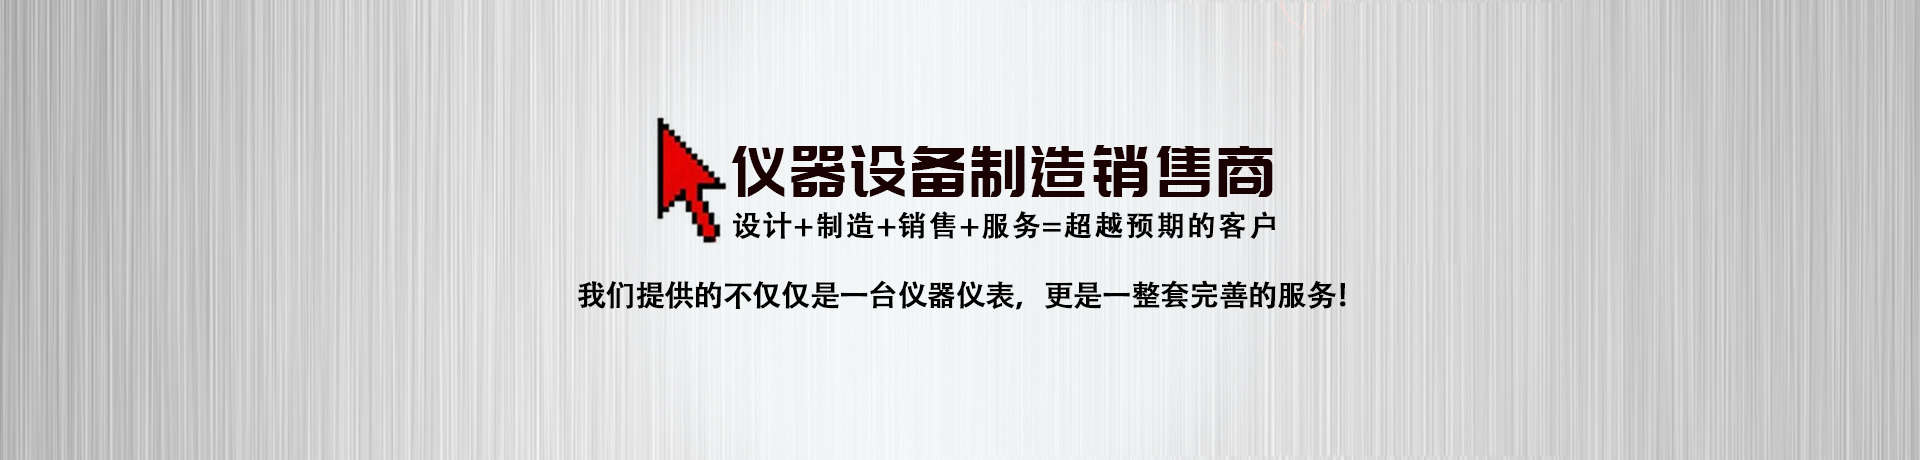 仪器设备制造销售商
设计+制造+销售+服务=超越预期的客户
我们提供的不仅仅是一台仪器仪表，更是一整套完善的服务!